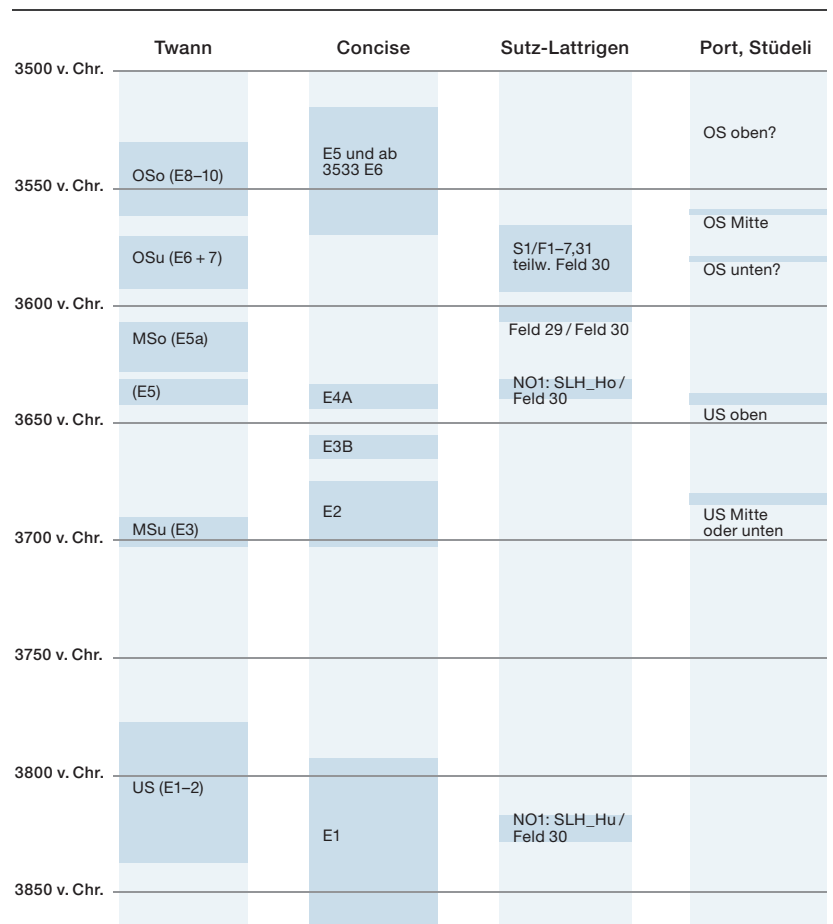 Twann Concise Sutz-Lattrigen Port, Stüdeli
3500 v. Chr.
OS oben?
E5 und ab
3533 E6
OSo (E8–10)
3550 v. Chr.
OS Mitte
S1/F1–7,31
teilw. Feld 30
OSu (E6 + 7)
OS unten?
3600 v. Chr.
Feld 29 / Feld 30
MSo (E5a)
NO1: SLH_Ho /
Feld 30
(E5)
E4A
US oben
3650 v. Chr.
E3B
E2
US Mitte
oder unten
MSu (E3)
3700 v. Chr.
3750 v. Chr.
3800 v. Chr.
US (E1–2)
NO1: SLH_Hu /
Feld 30
E1
3850 v. Chr.